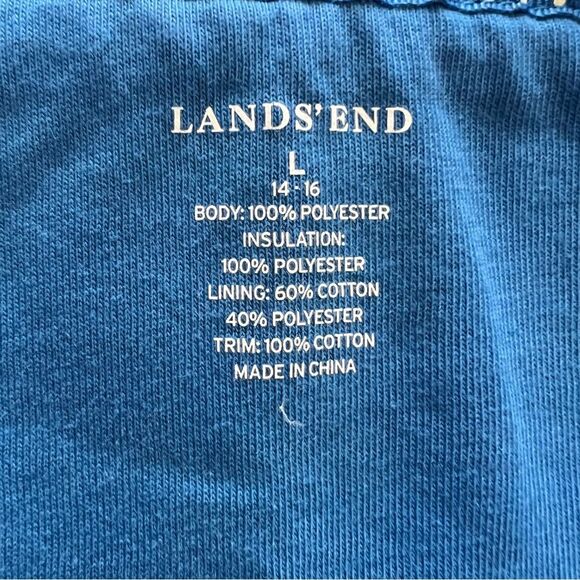 LANDS' END
L
14 - 16
BODY: 100% POLYESTER
INSULATION:
100% POLYESTER
LINING: 60% COTTON
40% POLYESTER
TRIM: 100% COTTON
MADE IN CHINA